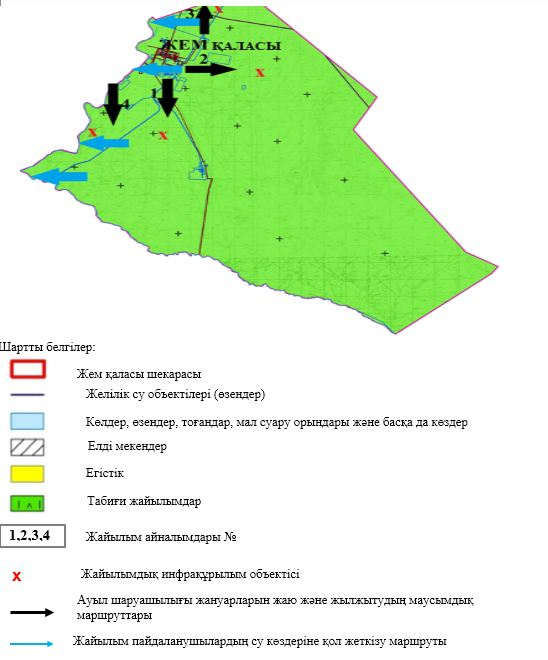 3
ЖЕМ ҚАЛАСЫ
2
1
4
Шартты белгілер:
Жем қаласы шекарасы
Желілік су объектілері (өзендер)
Көлдер, өзендер, тоғандар, мал суару орындары және басқа да көздер
Елді мекендер
Егістік
Табиғи жайылымдар
1,2,3,4 Жайылым айналымдары №
х Жайылымдық инфрақұрылым объектісі
Ауыл шаруашылығы жануарларын жаю және жылжытудың маусымдық
маршруттары
Жайылым пайдаланушылардың су көздеріне қол жеткізу маршруты